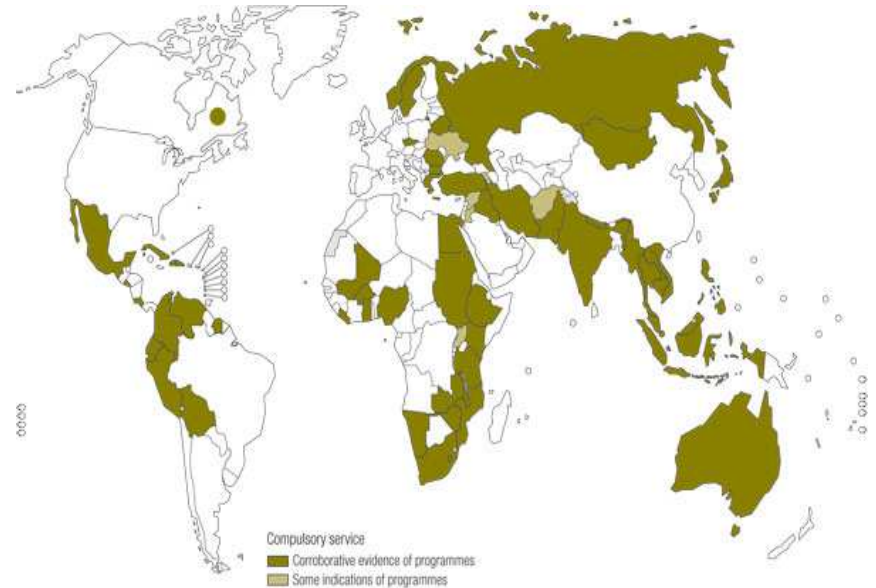 Compulsory service
Corroborative evidence of programmes
Some indications of programmes